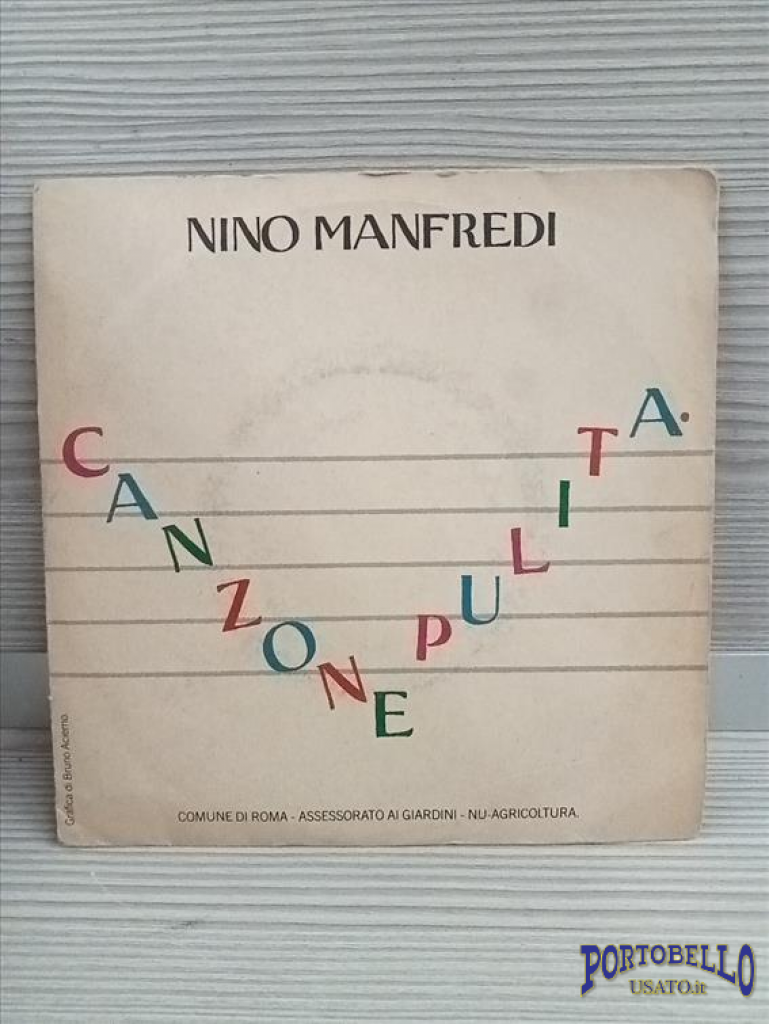 NINO MANFREDI
CANZONE PULITA.
Grafica di Bruno Acierno
COMUNE DI ROMA - ASSESSORATO AI GIARDINI - NU-AGRICOLTURA.
PORTOBELLO
USATO.it